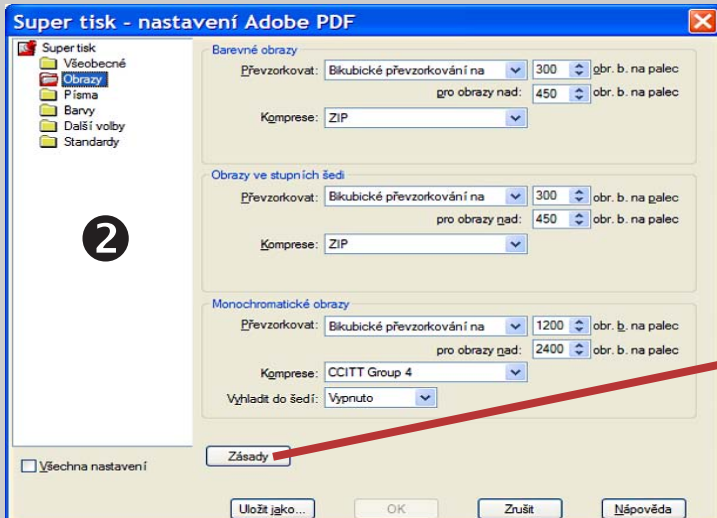 Super tisk - nastavení Adobe PDF
Super tisk
Všeobecné
Obrazy
Písma
Barvy
Další volby
Standardy
❷
Všechna nastavení
Barevné obrazy
Převzorkovat: Bikubické převzorkování na 300 obr. b. na palec
pro obrazy nad: 450 obr. b. na palec
Komprese: ZIP
Obrazy ve stupních šedi
Převzorkovat: Bikubické převzorkování na 300 obr. b. na palec
pro obrazy nad: 450 obr. b. na palec
Komprese: ZIP
Monochromatické obrazy
Převzorkovat: Bikubické převzorkování na 1200 obr. b. na palec
pro obrazy nad: 2400 obr. b. na palec
Komprese: CCITT Group 4
Vyhladit do šedí: Vypnuto
Zásady
Uložit jako... OK Zrušit Nápověda